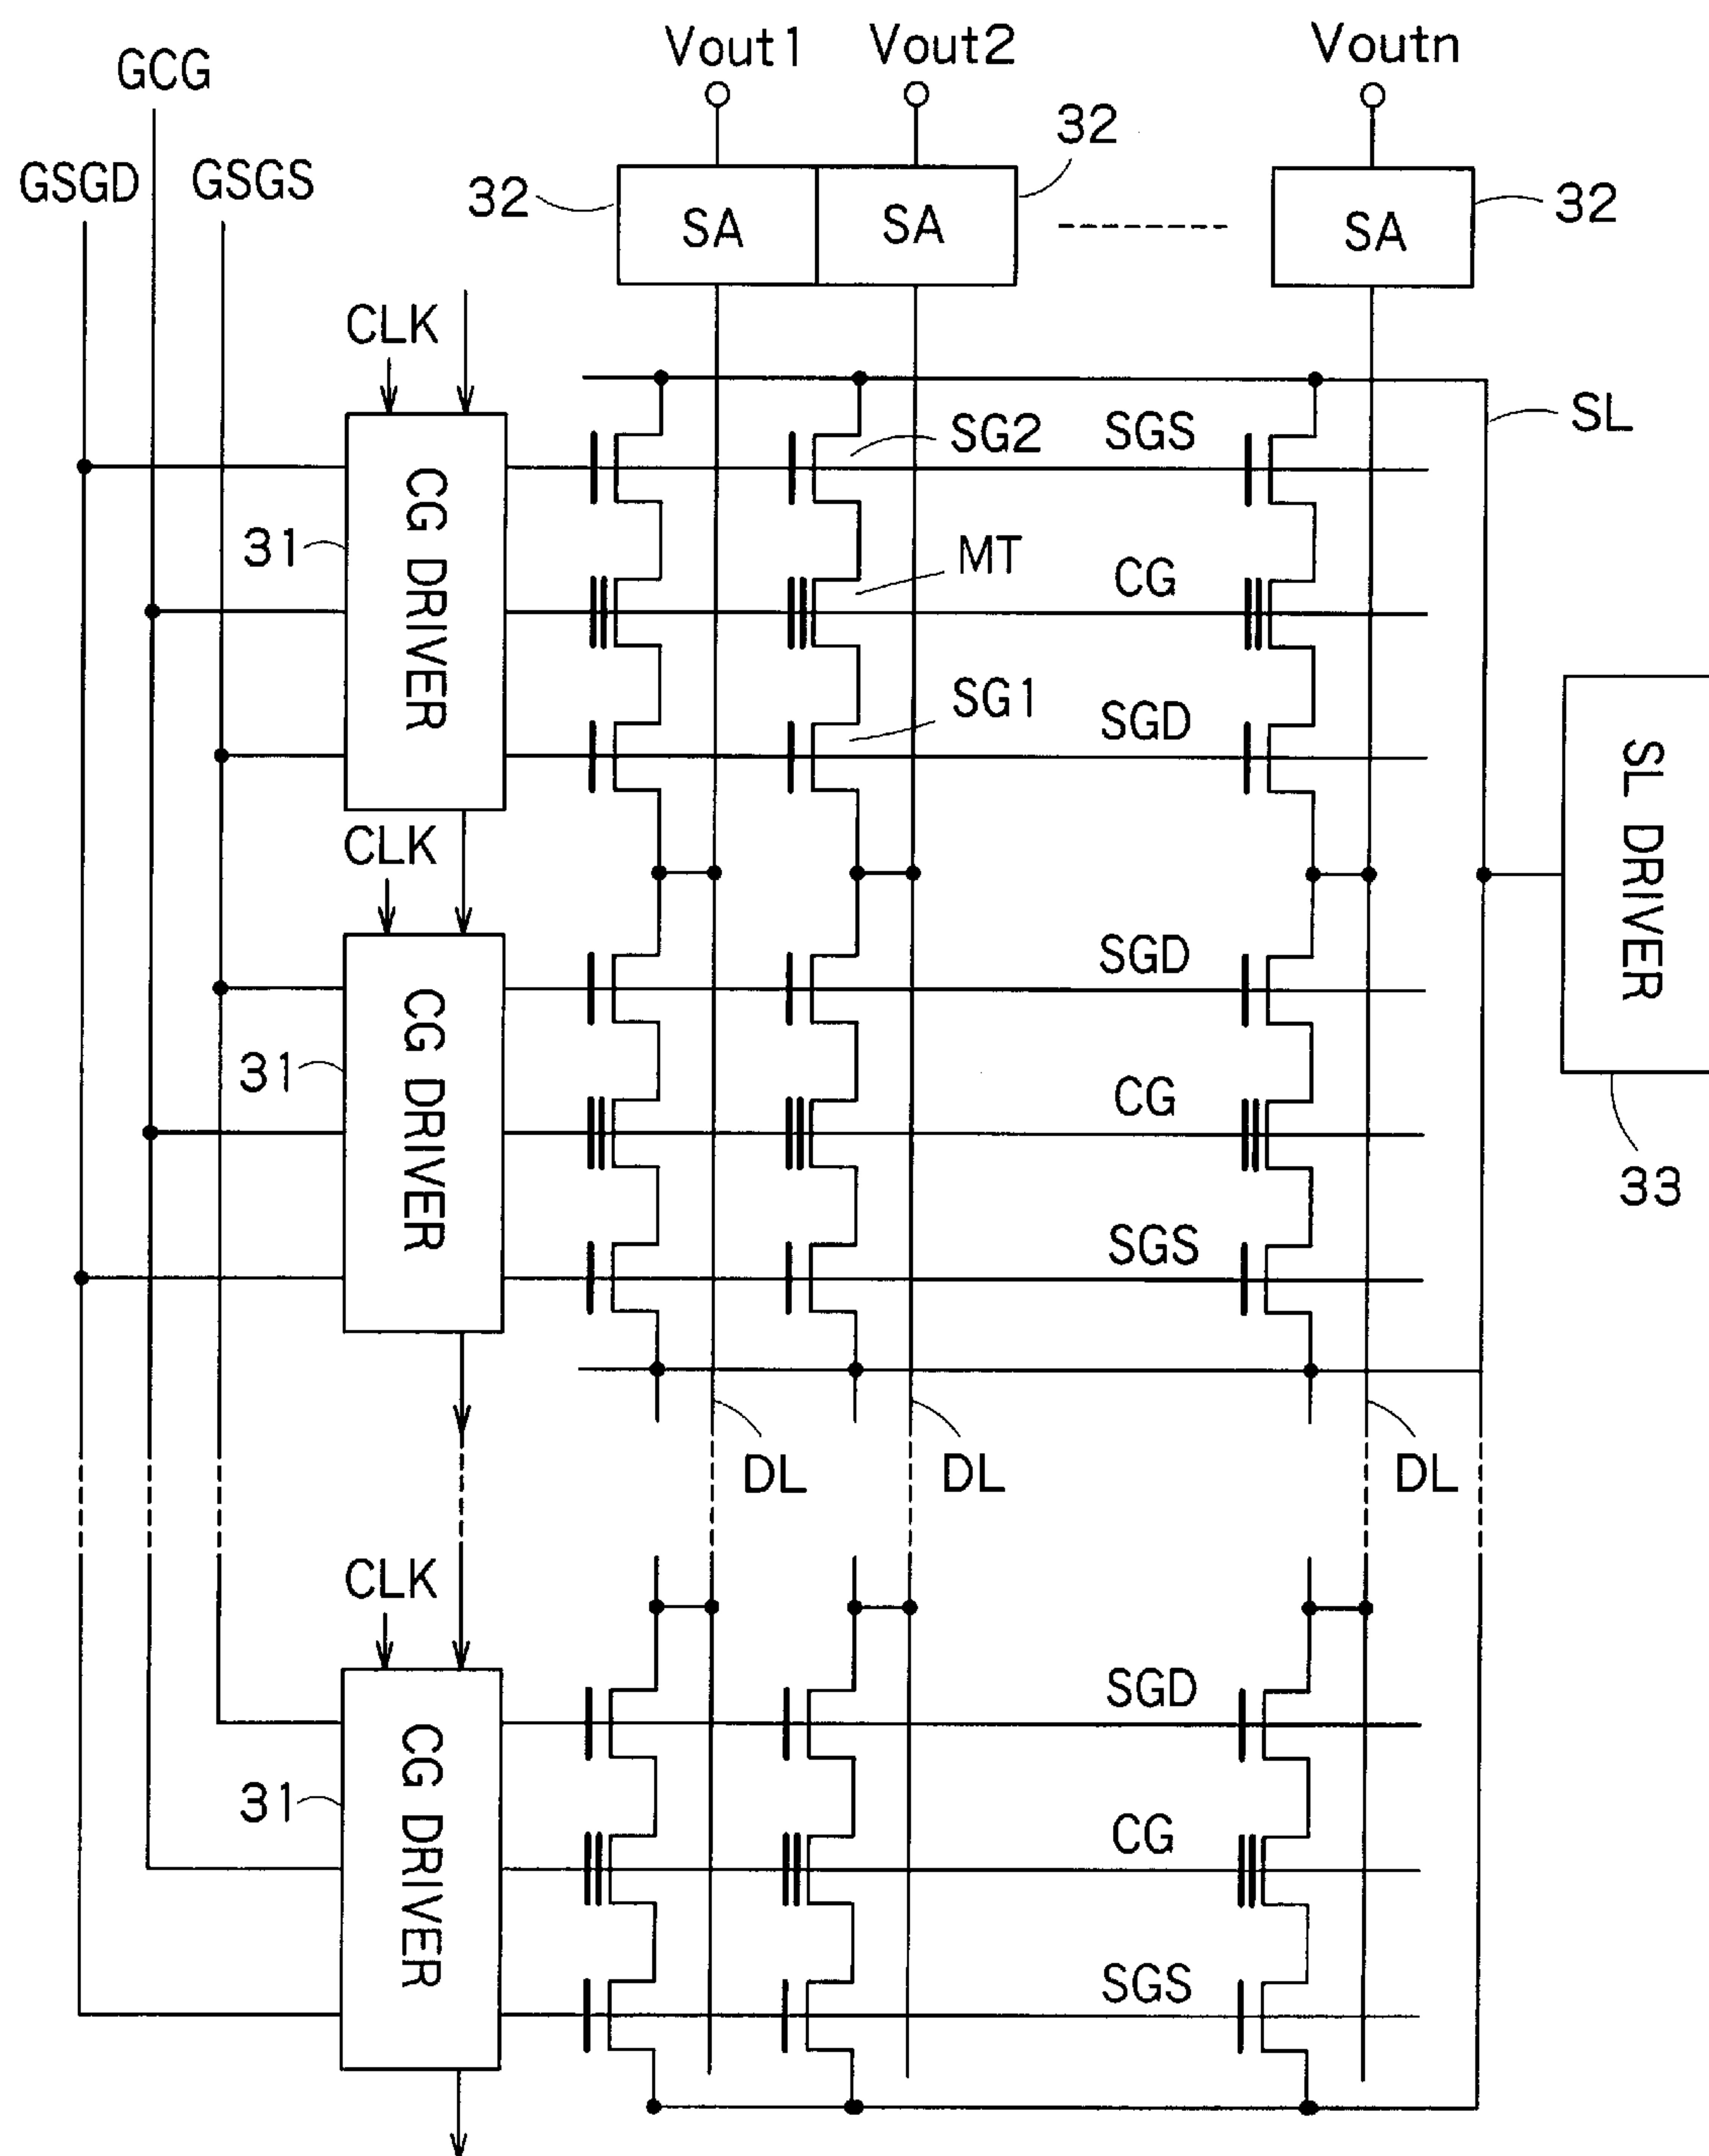 Vout1 Vout2 Voutn
GCG
32
GSGD GSGS 32 32
SA SA SA
CLK
SL
SG2 SGS
CG DRIVER
31
MT CG
SG1 SGD
SL DRIVER
CLK
SGD
CG DRIVER
31
CG
33
SGS
DL DL DL
CLK
SGD
CG DRIVER
31
CG
SGS